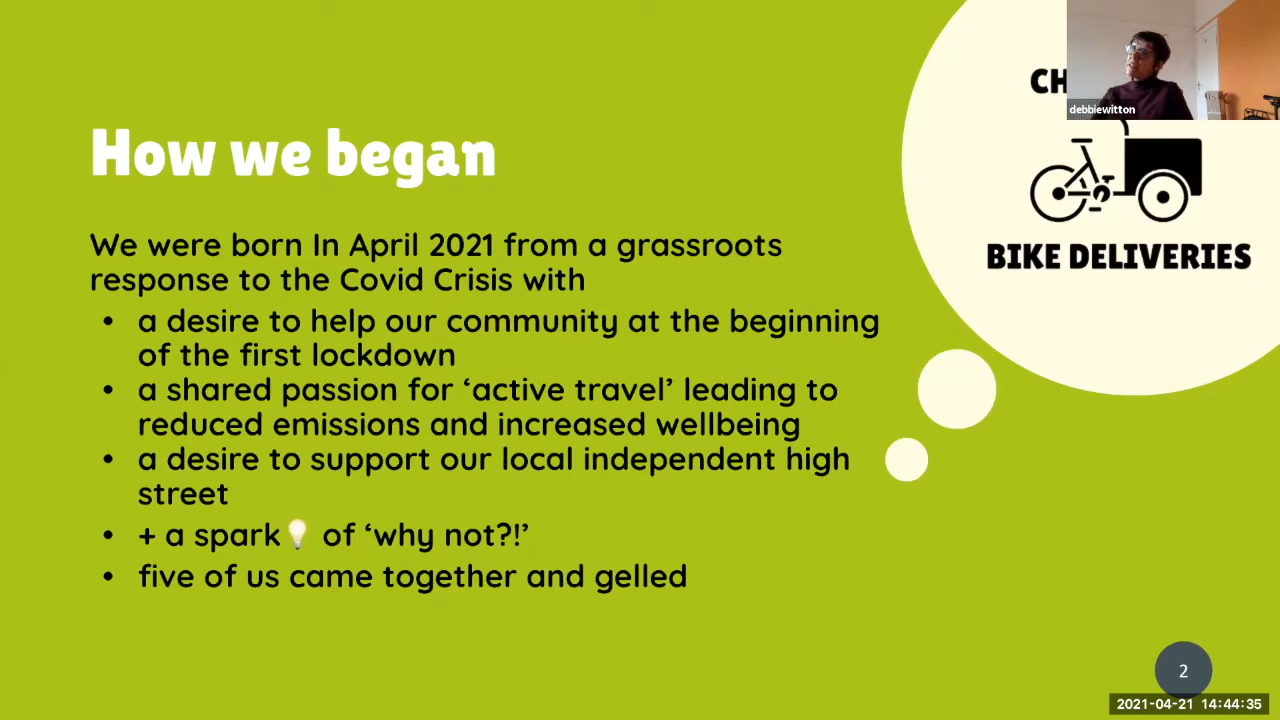 CH
debbiewitton
BIKE DELIVERIES
How we began
We were born In April 2021 from a grassroots
response to the Covid Crisis with
• a desire to help our community at the beginning
of the first lockdown
• a shared passion for ‘active travel’ leading to
reduced emissions and increased wellbeing
• a desire to support our local independent high
street
• + a spark💡 of ‘why not?!’
• five of us came together and gelled
2
2021-04-21 14:44:35